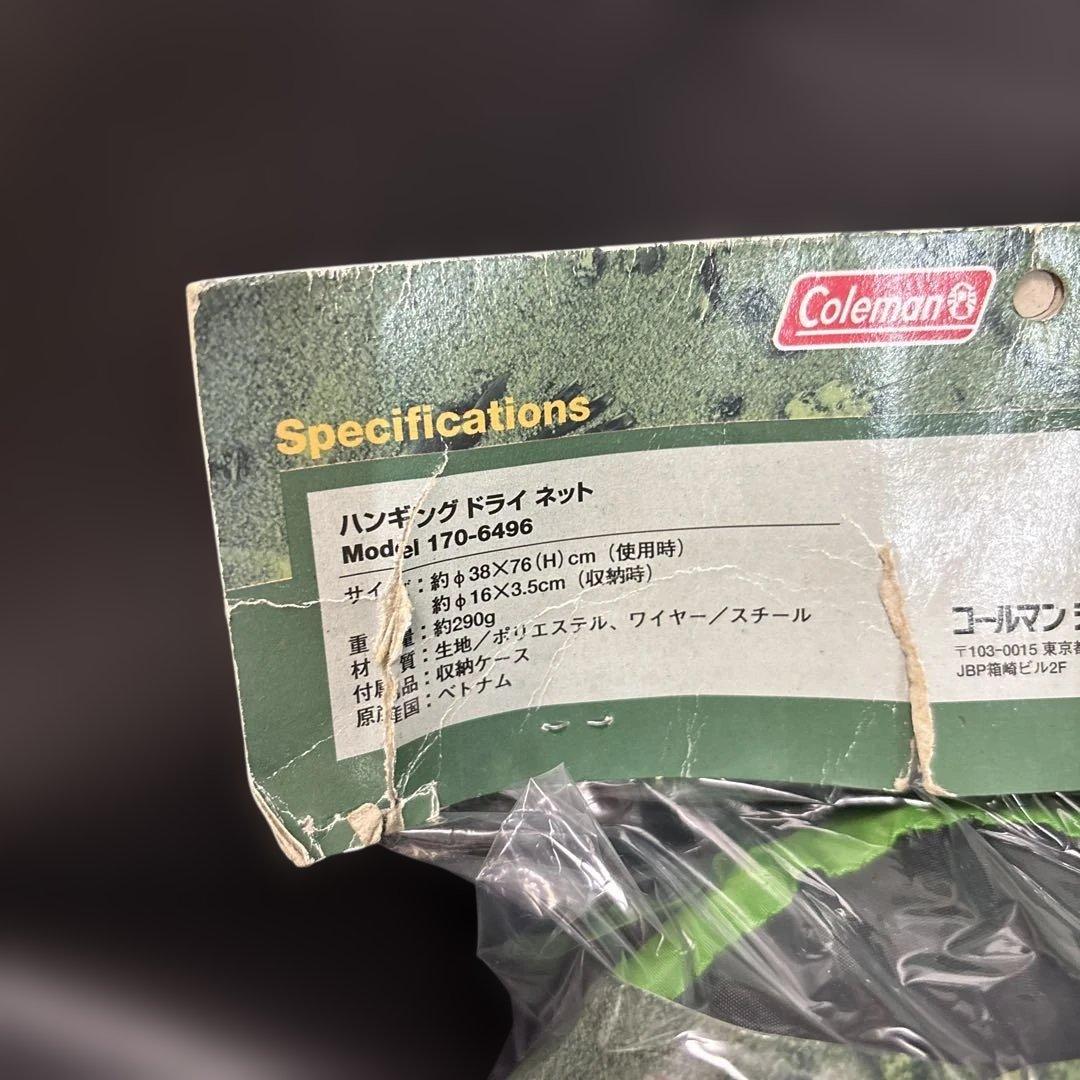 Coleman
Specifications
ハンギング ドライ ネット
Model 170-6496
サイズ：約φ38×76(H)cm（使用時）
約φ16×3.5cm（収納時）
重量：約290g
材質：生地／ポリエステル、ワイヤー／スチール
付属品：収納ケース
原産国：ベトナム
コールマン
〒103-0015 東京都
JBP箱崎ビル2F